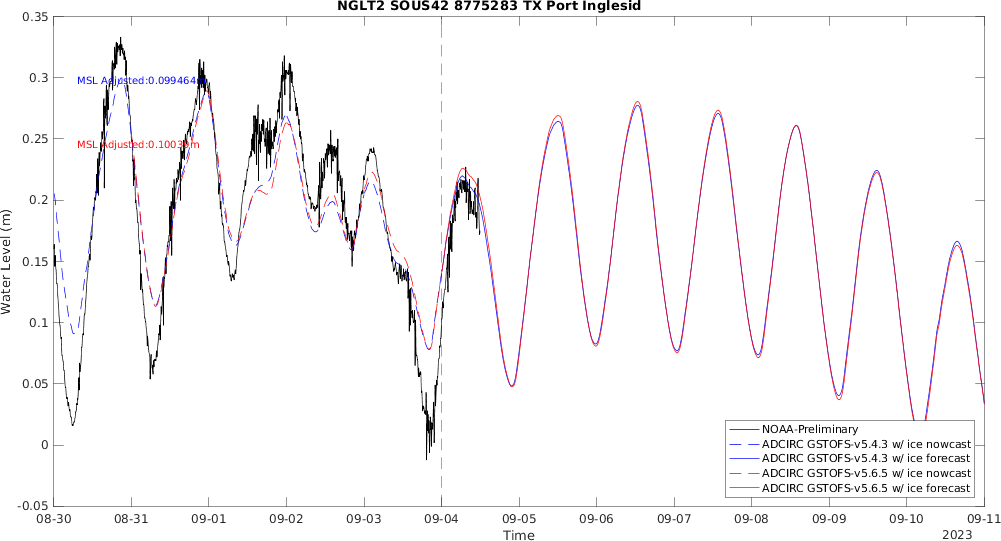 NGLT2 SOUS42 8775283 TX Port Inglesid
0.35
0.3
0.25
0.2
0.15
0.1
0.05
0
-0.05
Water Level (m)
MSL Adjusted:0.099464m
MSL Adjusted:0.10039m
NOAA-Preliminary
ADCIRC GSTOFS-v5.4.3 w/ ice nowcast
ADCIRC GSTOFS-v5.4.3 w/ ice forecast
ADCIRC GSTOFS-v5.6.5 w/ ice nowcast
ADCIRC GSTOFS-v5.6.5 w/ ice forecast
08-30 08-31 09-01 09-02 09-03 09-04 09-05 09-06 09-07 09-08 09-09 09-10 09-11
Time
2023